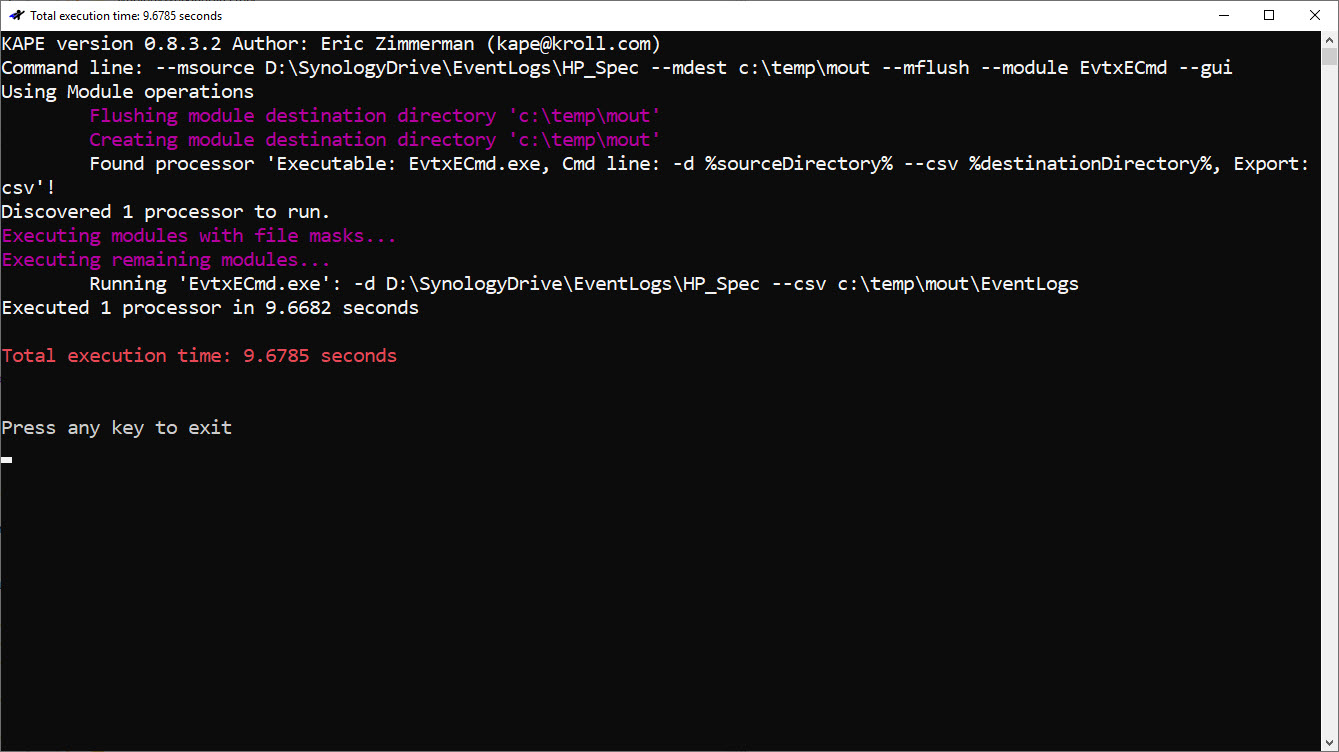 Total execution time: 9.6785 seconds
KAPE version 0.8.3.2 Author: Eric Zimmerman (kape@kroll.com)
Command line: --msource D:\SynologyDrive\EventLogs\HP_Spec --mdest c:\temp\mout --mflush --module EvtxECmd --gui
Using Module operations
Flushing module destination directory 'c:\temp\mout'
Creating module destination directory 'c:\temp\mout'
Found processor 'Executable: EvtxECmd.exe, Cmd line: -d %sourceDirectory% --csv %destinationDirectory%, Export:
csv'!
Discovered 1 processor to run.
Executing modules with file masks...
Executing remaining modules...
Running 'EvtxECmd.exe': -d D:\SynologyDrive\EventLogs\HP_Spec --csv c:\temp\mout\EventLogs
Executed 1 processor in 9.6682 seconds
Total execution time: 9.6785 seconds
Press any key to exit